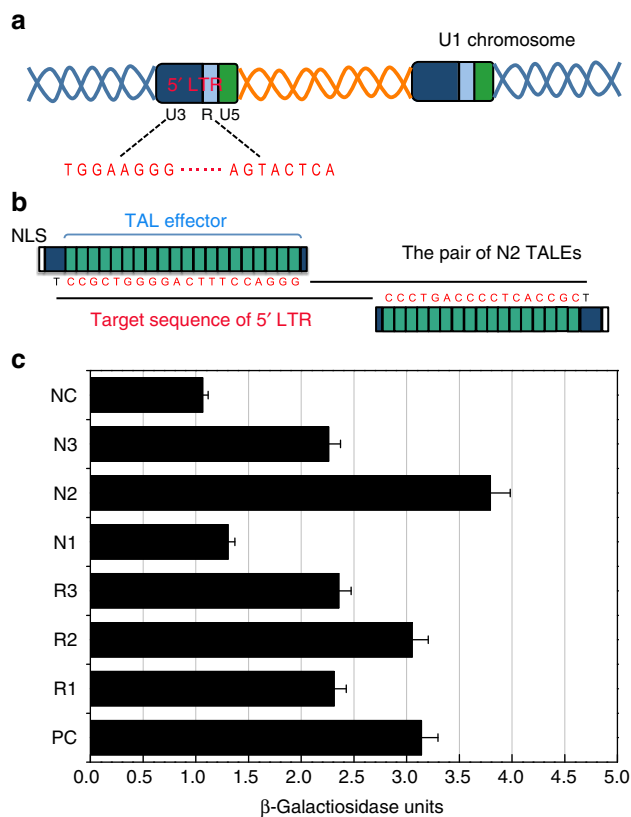 a
U1 chromosome
5′ LTR
U3 R U5
TGGAAGGG ······ AGTACTCA
b
TAL effector
NLS
The pair of N2 TALEs
TCCGCTGGGGACTTTCCAGGG
CCCTGACCCCTCACCGCT
Target sequence of 5′ LTR
c
NC
N3
N2
N1
R3
R2
R1
PC
0.0 0.5 1.0 1.5 2.0 2.5 3.0 3.5 4.0 4.5 5.0
β-Galactiosidase units